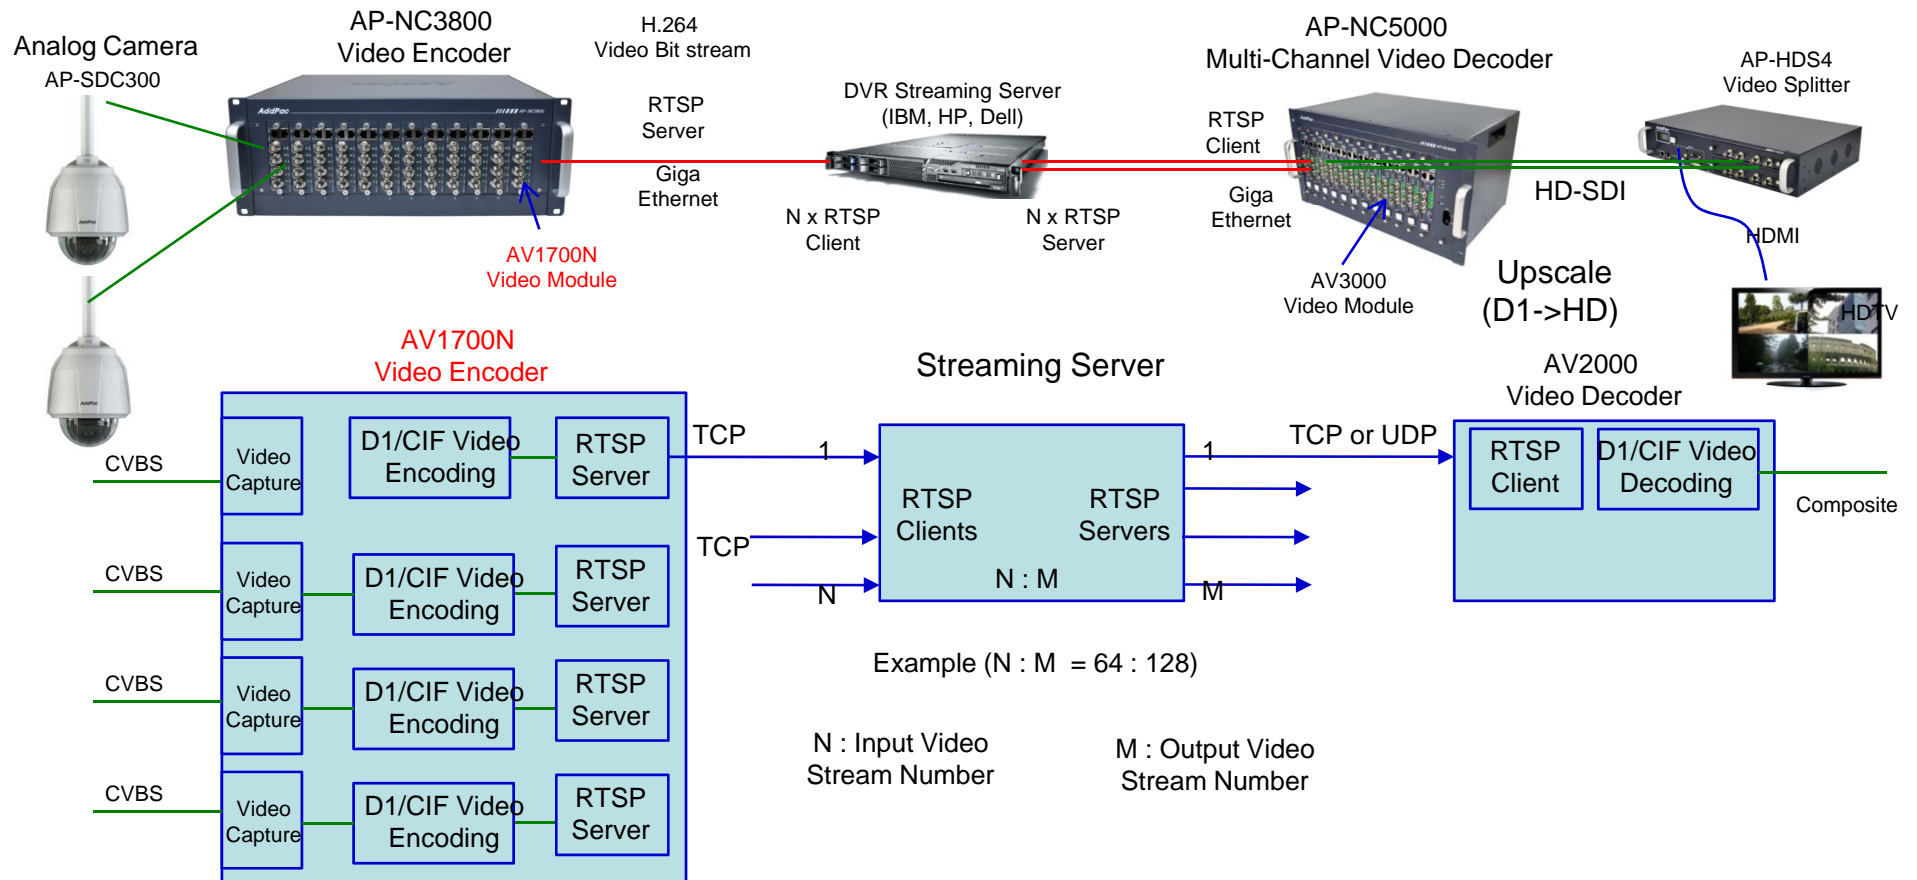 Analog Camera
AP-SDC300
AP-NC3800
Video Encoder
H.264
Video Bit stream
RTSP
Server
Giga
Ethernet
DVR Streaming Server
(IBM, HP, Dell)
N x RTSP
Client
N x RTSP
Server
AP-NC5000
Multi-Channel Video Decoder
RTSP
Client
Giga
Ethernet
AP-HDS4
Video Splitter
HD-SDI
HDMI
HDTV
AddPac
AP-NC3800
AddPac
AddPac
AV1700N
Video Module
AV3000
Video Module
Upscale
(D1->HD)
AV1700N
Video Encoder
Streaming Server
AV2000
Video Decoder
CVBS
Video
Capture
D1/CIF Video
Encoding
RTSP
Server
TCP
1
1
TCP or UDP
RTSP
Client
D1/CIF Video
Decoding
Composite
RTSP
Clients
RTSP
Servers
TCP
N
N : M
M
CVBS
Video
Capture
D1/CIF Video
Encoding
RTSP
Server
Example (N : M = 64 : 128)
CVBS
Video
Capture
D1/CIF Video
Encoding
RTSP
Server
N : Input Video
Stream Number
M : Output Video
Stream Number
CVBS
Video
Capture
D1/CIF Video
Encoding
RTSP
Server